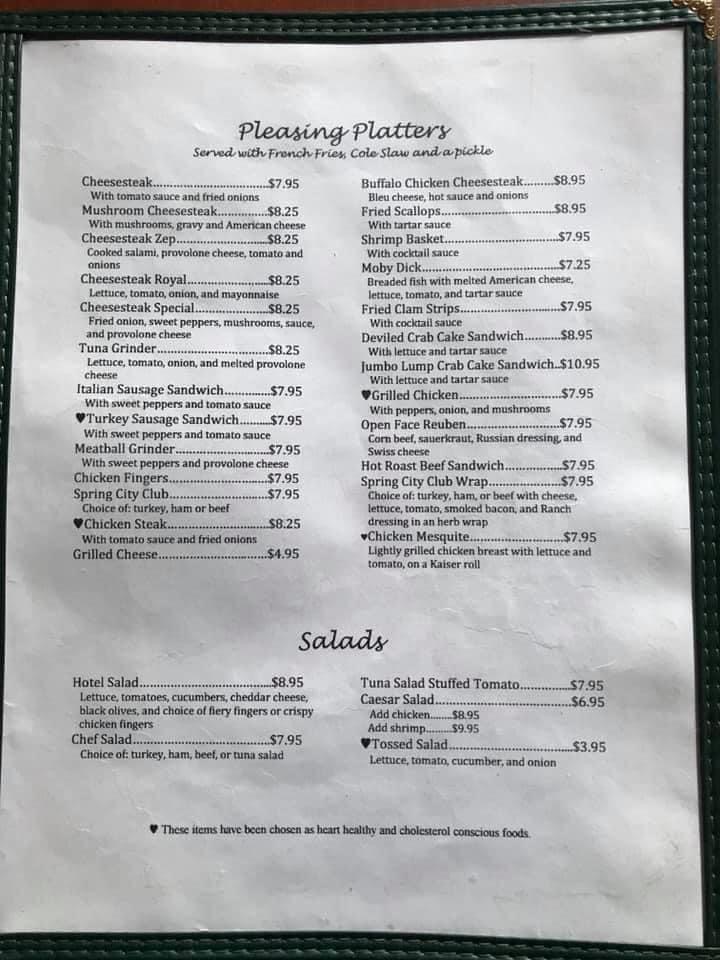 Pleasing Platters
Served with French Fries, Cole Slaw and a pickle
Cheesesteak.................................$7.95
With tomato sauce and fried onions
Mushroom Cheesesteak..............$8.25
With mushrooms, gravy and American cheese
Cheesesteak Zep..........................$8.25
Cooked salami, provolone cheese, tomato and
onions
Cheesesteak Royal.......................$8.25
Lettuce, tomato, onion, and mayonnaise
Cheesesteak Special.....................$8.25
Fried onion, sweet peppers, mushrooms, sauce,
and provolone cheese
Tuna Grinder................................$8.25
Lettuce, tomato, onion, and melted provolone
cheese
Italian Sausage Sandwich.............$7.95
With sweet peppers and tomato sauce
♥Turkey Sausage Sandwich.........$7.95
With sweet peppers and tomato sauce
Meatball Grinder...........................$7.95
With sweet peppers and provolone cheese
Chicken Fingers............................$7.95
Spring City Club............................$7.95
Choice of: turkey, ham or beef
♥Chicken Steak.............................$8.25
With tomato sauce and fried onions
Grilled Cheese...............................$4.95
Buffalo Chicken Cheesesteak.........$8.95
Bleu cheese, hot sauce and onions
Fried Scallops................................$8.95
With tartar sauce
Shrimp Basket................................$7.95
With cocktail sauce
Moby Dick.......................................$7.25
Breaded fish with melted American cheese,
lettuce, tomato, and tartar sauce
Fried Clam Strips............................$7.95
With cocktail sauce
Deviled Crab Cake Sandwich..........$8.95
With lettuce and tartar sauce
Jumbo Lump Crab Cake Sandwich..$10.95
With lettuce and tartar sauce
♥Grilled Chicken.............................$7.95
With peppers, onion, and mushrooms
Open Face Reuben..........................$7.95
Corn beef, sauerkraut, Russian dressing, and
Swiss cheese
Hot Roast Beef Sandwich................$7.95
Spring City Club Wrap.....................$7.95
Choice of: turkey, ham, or beef with cheese,
lettuce, tomato, smoked bacon, and Ranch
dressing in an herb wrap
♥Chicken Mesquite...........................$7.95
Lightly grilled chicken breast with lettuce and
tomato, on a Kaiser roll
Salads
Hotel Salad......................................$8.95
Lettuce, tomatoes, cucumbers, cheddar cheese,
black olives, and choice of fiery fingers or crispy
chicken fingers
Chef Salad.......................................$7.95
Choice of: turkey, ham, beef, or tuna salad
Tuna Salad Stuffed Tomato..............$7.95
Caesar Salad.......................................$6.95
Add chicken........$8.95
Add shrimp.........$9.95
♥Tossed Salad...................................$3.95
Lettuce, tomato, cucumber, and onion
♥ These items have been chosen as heart healthy and cholesterol conscious foods.